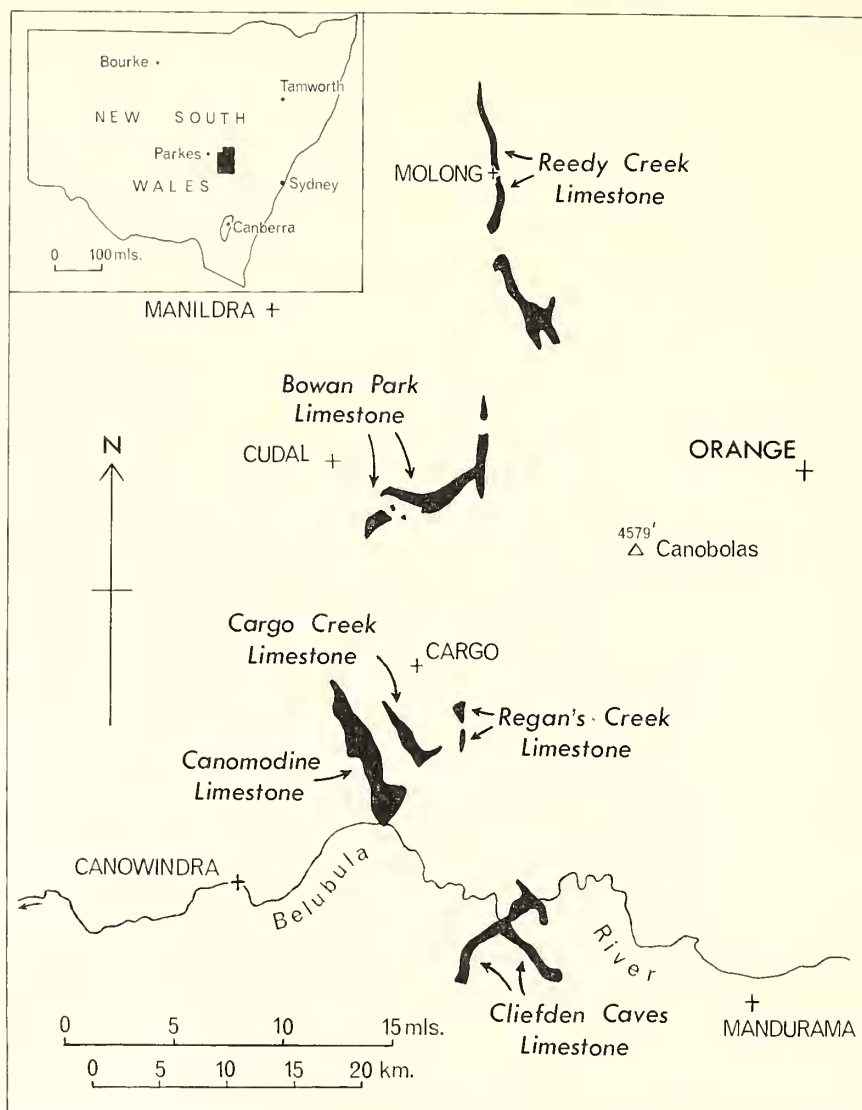 Bourke
Tamworth
NEW SOUTH
Parkes
WALES
Sydney
Canberra
0 100 mls.
MOLONG
Reedy Creek
Limestone
MANILDRA
Bowan Park
Limestone
N
CUDAL
ORANGE
4579'
Canobolas
Cargo Creek
Limestone
CARGO
Regan's Creek
Limestone
Canomodine
Limestone
CANOWINDRA
Belubula
River
Cliefden Caves
Limestone
MANDURAMA
0 5 10 15 mls.
0 5 10 15 20 km.